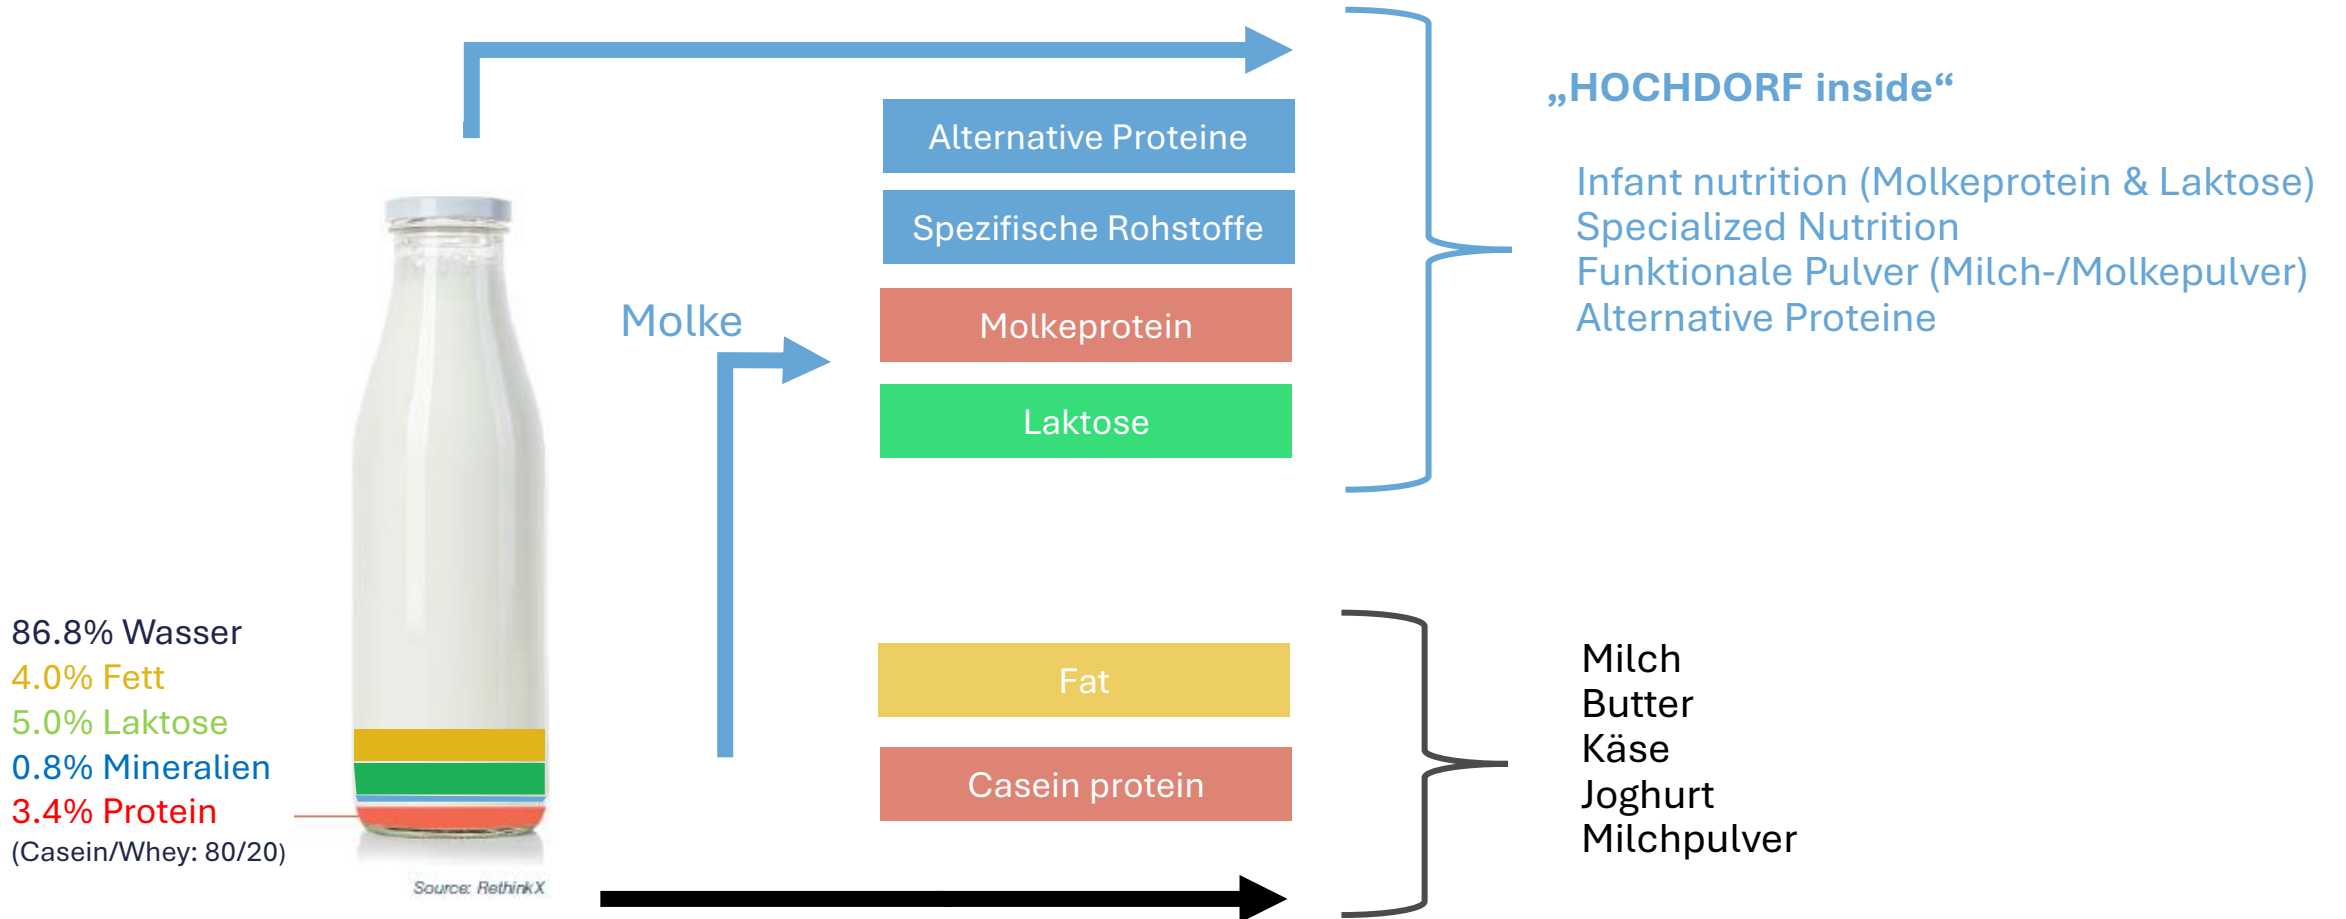 „HOCHDORF inside“
Alternative Proteine
Infant nutrition (Molkeprotein & Laktose)
Spezifische Rohstoffe
Specialized Nutrition
Funktionale Pulver (Milch-/Molkepulver)
Alternative Proteine
Molke
Molkeprotein
Laktose
86.8% Wasser
4.0% Fett
5.0% Laktose
0.8% Mineralien
3.4% Protein
(Casein/Whey: 80/20)
Source: RethinkX
Fat
Casein protein
Milch
Butter
Käse
Joghurt
Milchpulver